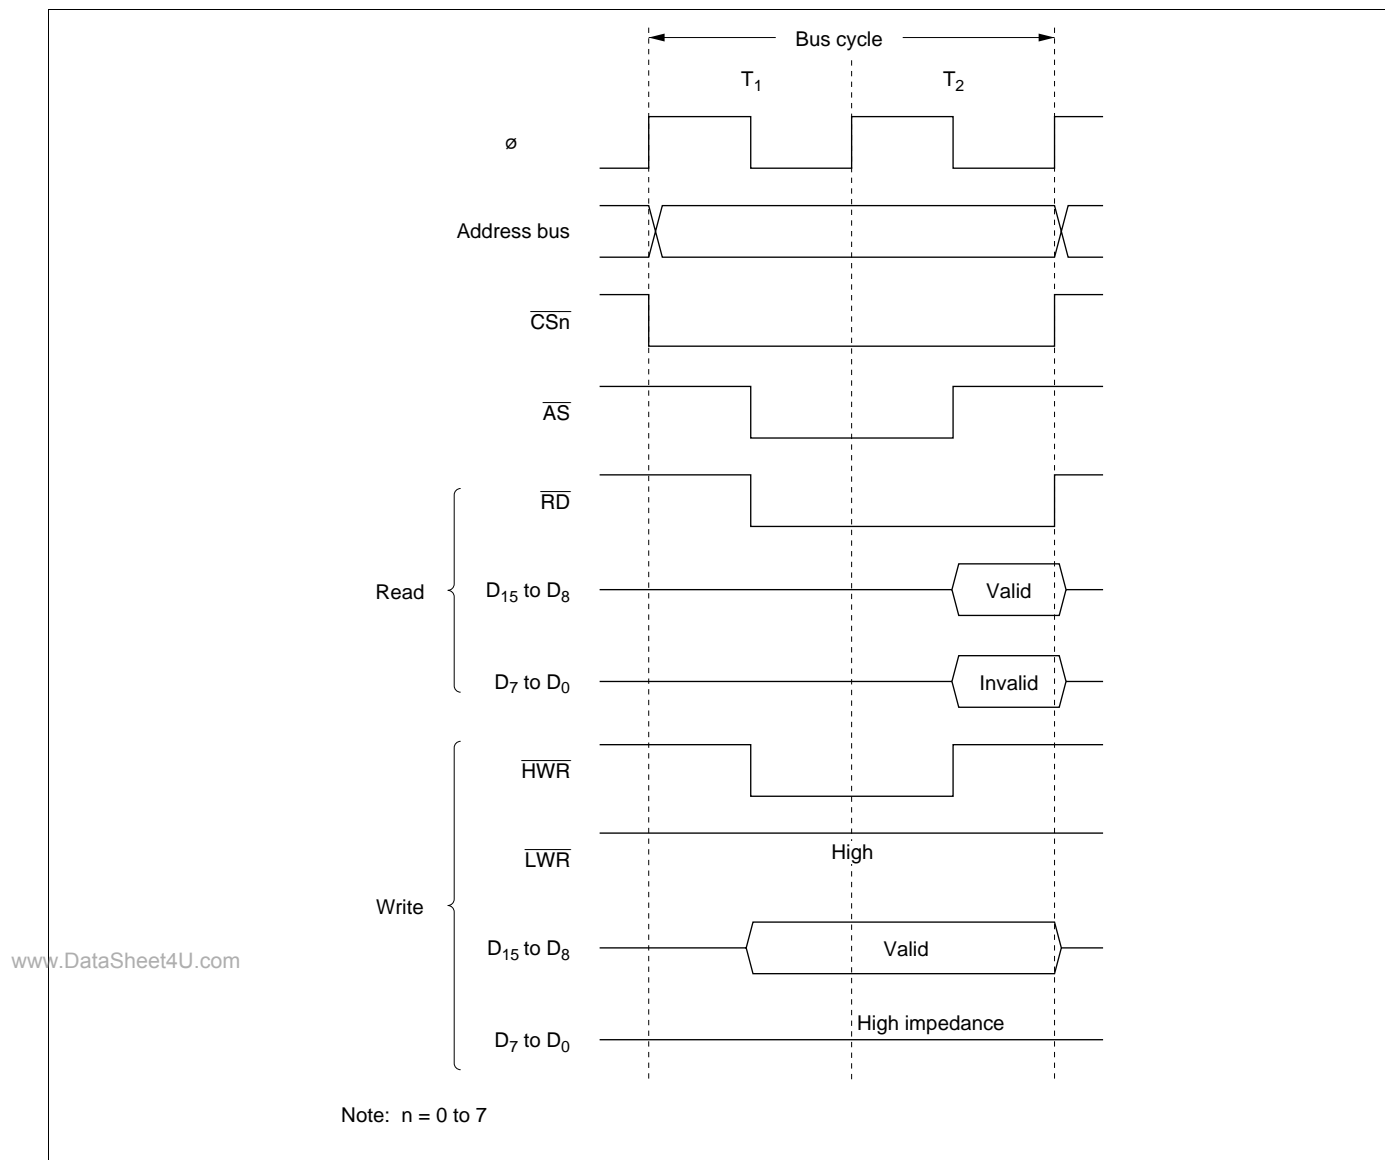 Bus cycle
T1 T2
ø
Address bus
CSn
AS
RD
Read D15 to D8 Valid
D7 to D0 Invalid
HWR
LWR High
Write
D15 to D8 Valid
www.DataSheet4U.com
High impedance
D7 to D0
Note: n = 0 to 7